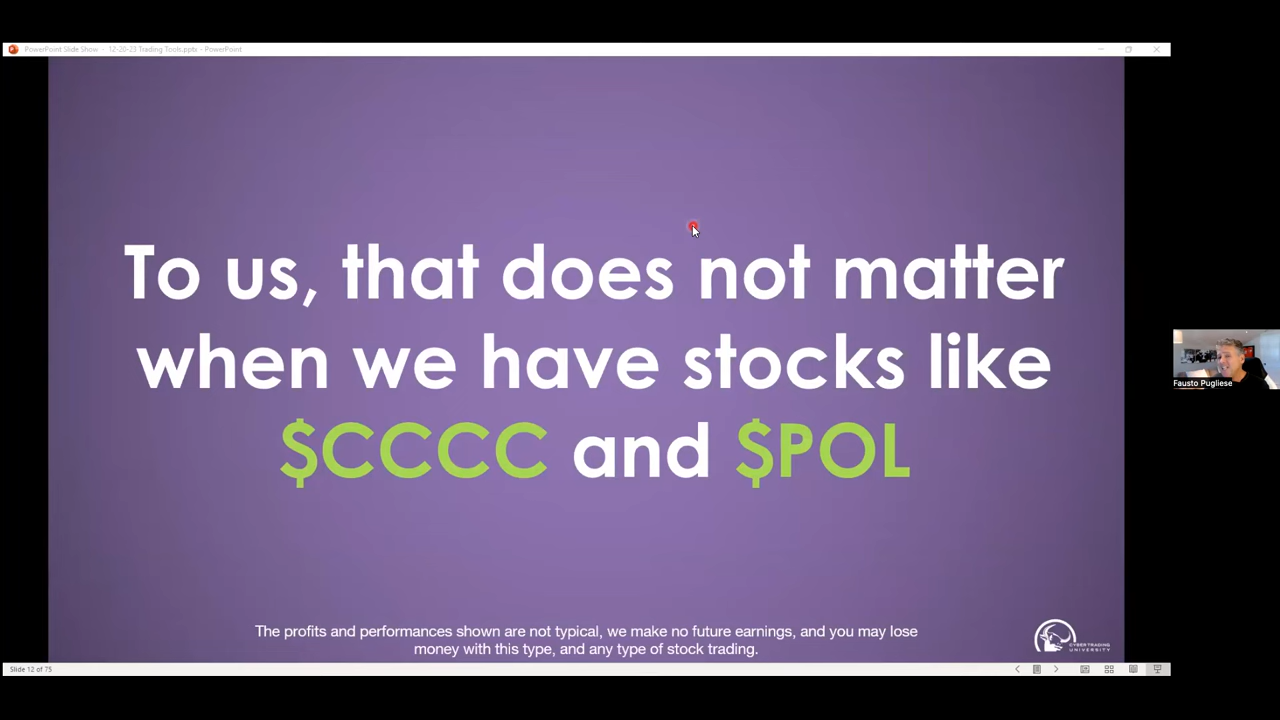 PowerPoint Slide Show - 12-20-23 Trading Tools.pptx - PowerPoint
To us, that does not matter
when we have stocks like
$CCCC and $POL
Fausto Pugliese
The profits and performances shown are not typical, we make no future earnings, and you may lose
money with this type, and any type of stock trading.
CYBERTRADING
UNIVERSITY
Slide 12 of 75